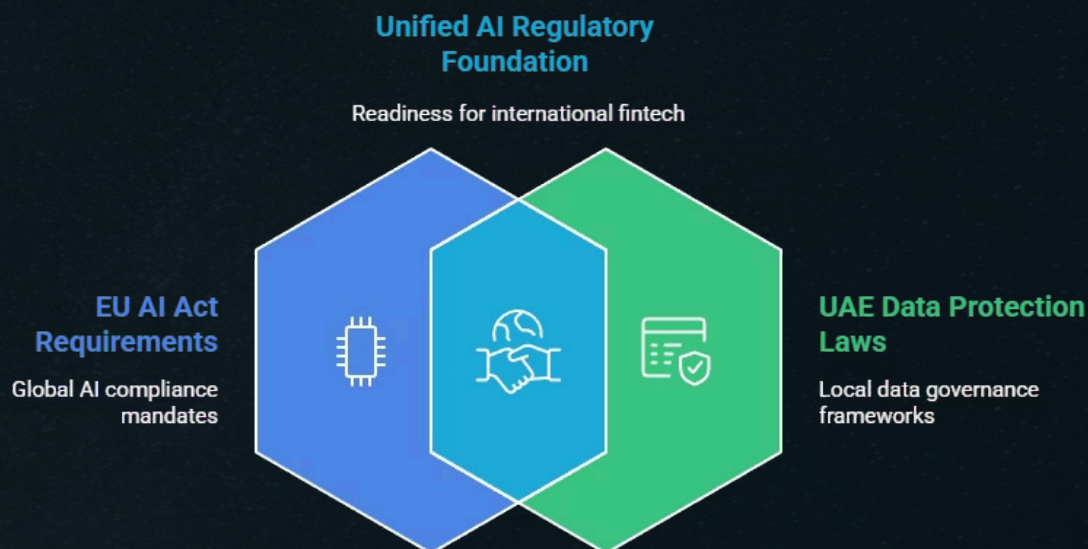 Unified AI Regulatory
Foundation
Readiness for international fintech
EU AI Act
Requirements
Global AI compliance
mandates
UAE Data Protection
Laws
Local data governance
frameworks